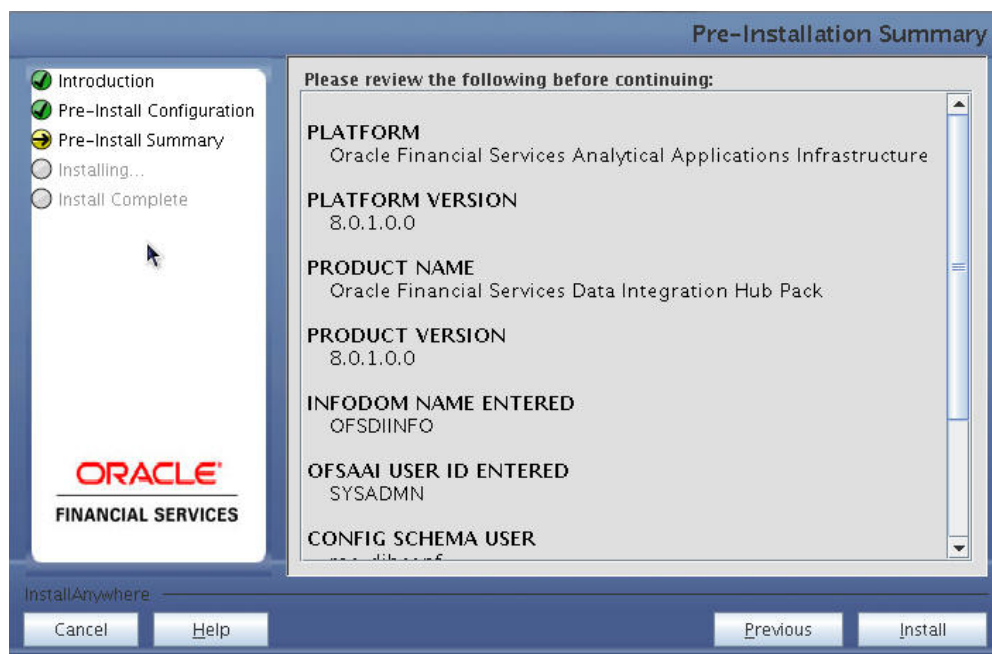 Pre-Installation Summary
Introduction
Pre-Install Configuration
Pre-Install Summary
Installing...
Install Complete
ORACLE
FINANCIAL SERVICES
Please review the following before continuing:
PLATFORM
Oracle Financial Services Analytical Applications Infrastructure
PLATFORM VERSION
8.0.1.0.0
PRODUCT NAME
Oracle Financial Services Data Integration Hub Pack
PRODUCT VERSION
8.0.1.0.0
INFODOM NAME ENTERED
OFSDIINFO
OFSAAI USER ID ENTERED
SYSADMN
CONFIG SCHEMA USER
InstallAnywhere
Cancel
Help
Previous
Install